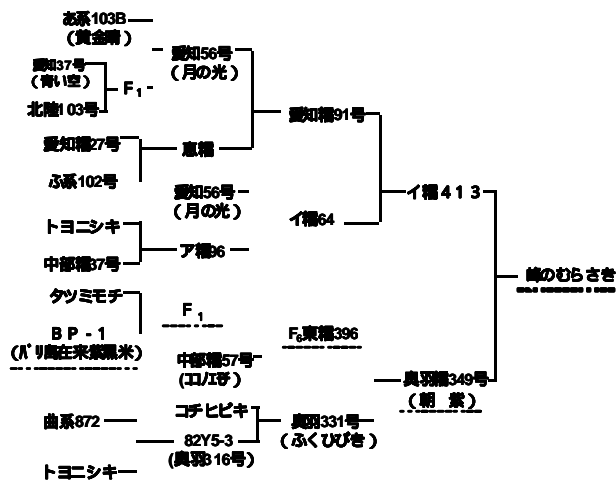 あ系103B
(黄金晴)
愛知56号
(月の光)
愛知37号
(青い空)
F1
北陸103号
愛知糯91号
愛知糯27号
恵糯
ふ系102号
愛知56号
(月の光)
イ糯413
イ糯64
トヨニシキ
ア糯96
中部糯37号
峰のむらさき
タツミモチ
F1
BP-1
(バリ島在来紫黒米)
F6東糯396
中部糯57号
(ココノエモチ)
奥羽糯349号
(朝 紫)
コチヒビキ
曲系872
奥羽331号
(ふくひびき)
82Y5-3
(奥羽316号)
トヨニシキ